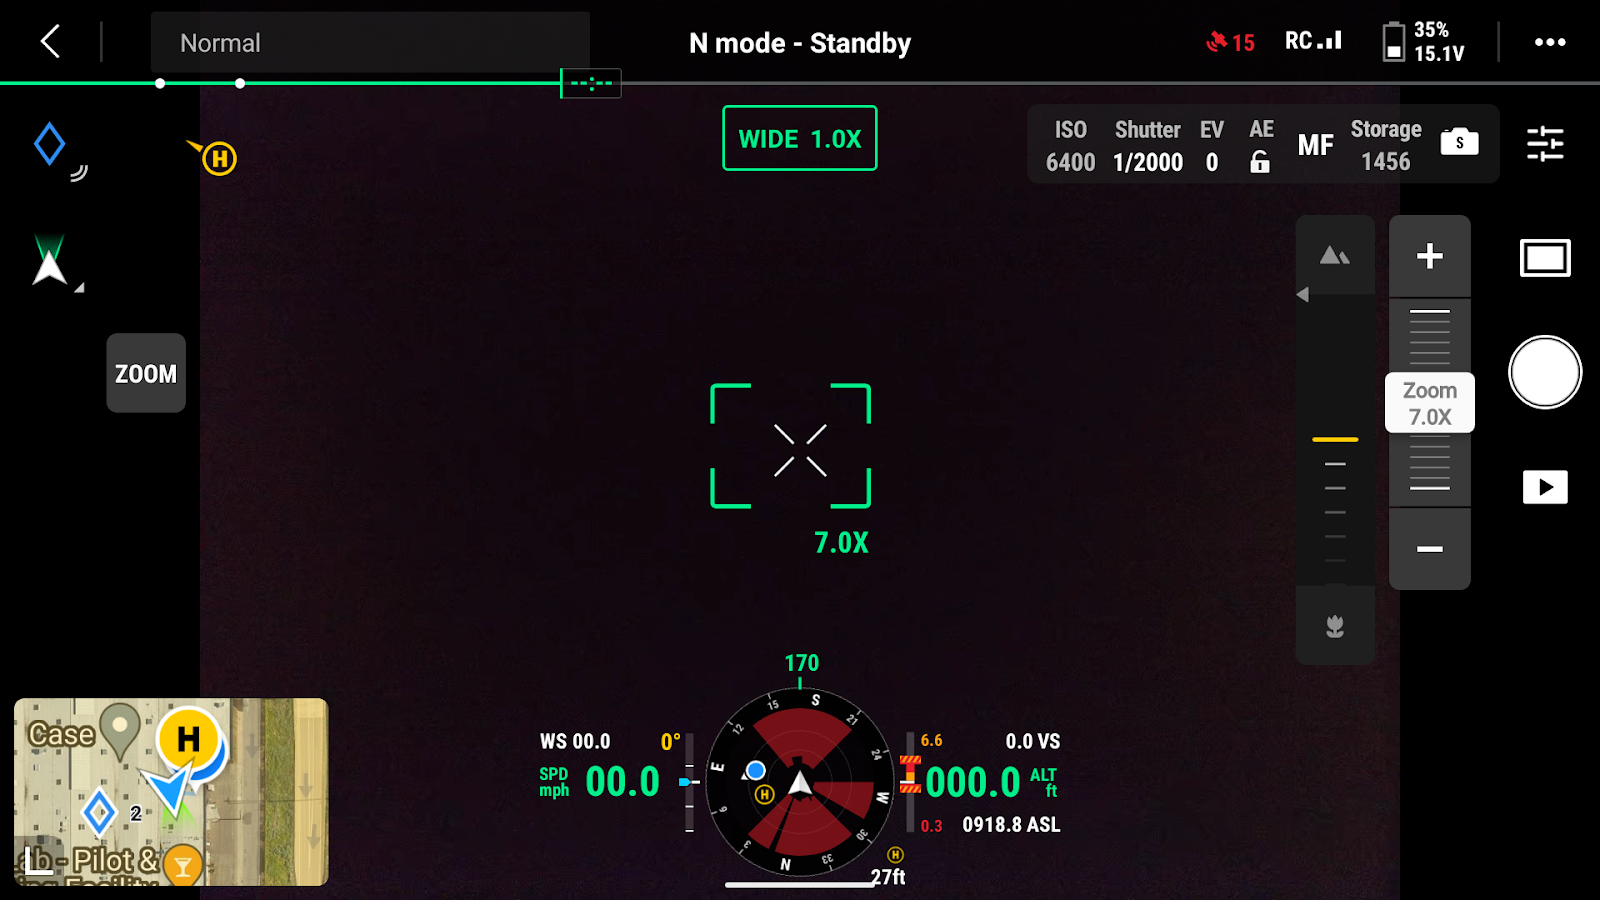 Normal
N mode - Standby
15
RC
35%
15.1V
WIDE 1.0X
ISO
6400
Shutter
1/2000
EV
0
AE
MF
Storage
1456
S
H
ZOOM
Zoom
7.0X
7.0X
170
WS 00.0
0°
SPD
mph
00.0
S
15
21
12
24
E
W
H
6
30
3
33
N
6.6
0.0 VS
000.0
ALT
ft
0.3
0918.8 ASL
H
27ft
Case
H
2
ab - Pilot &
ing Facility